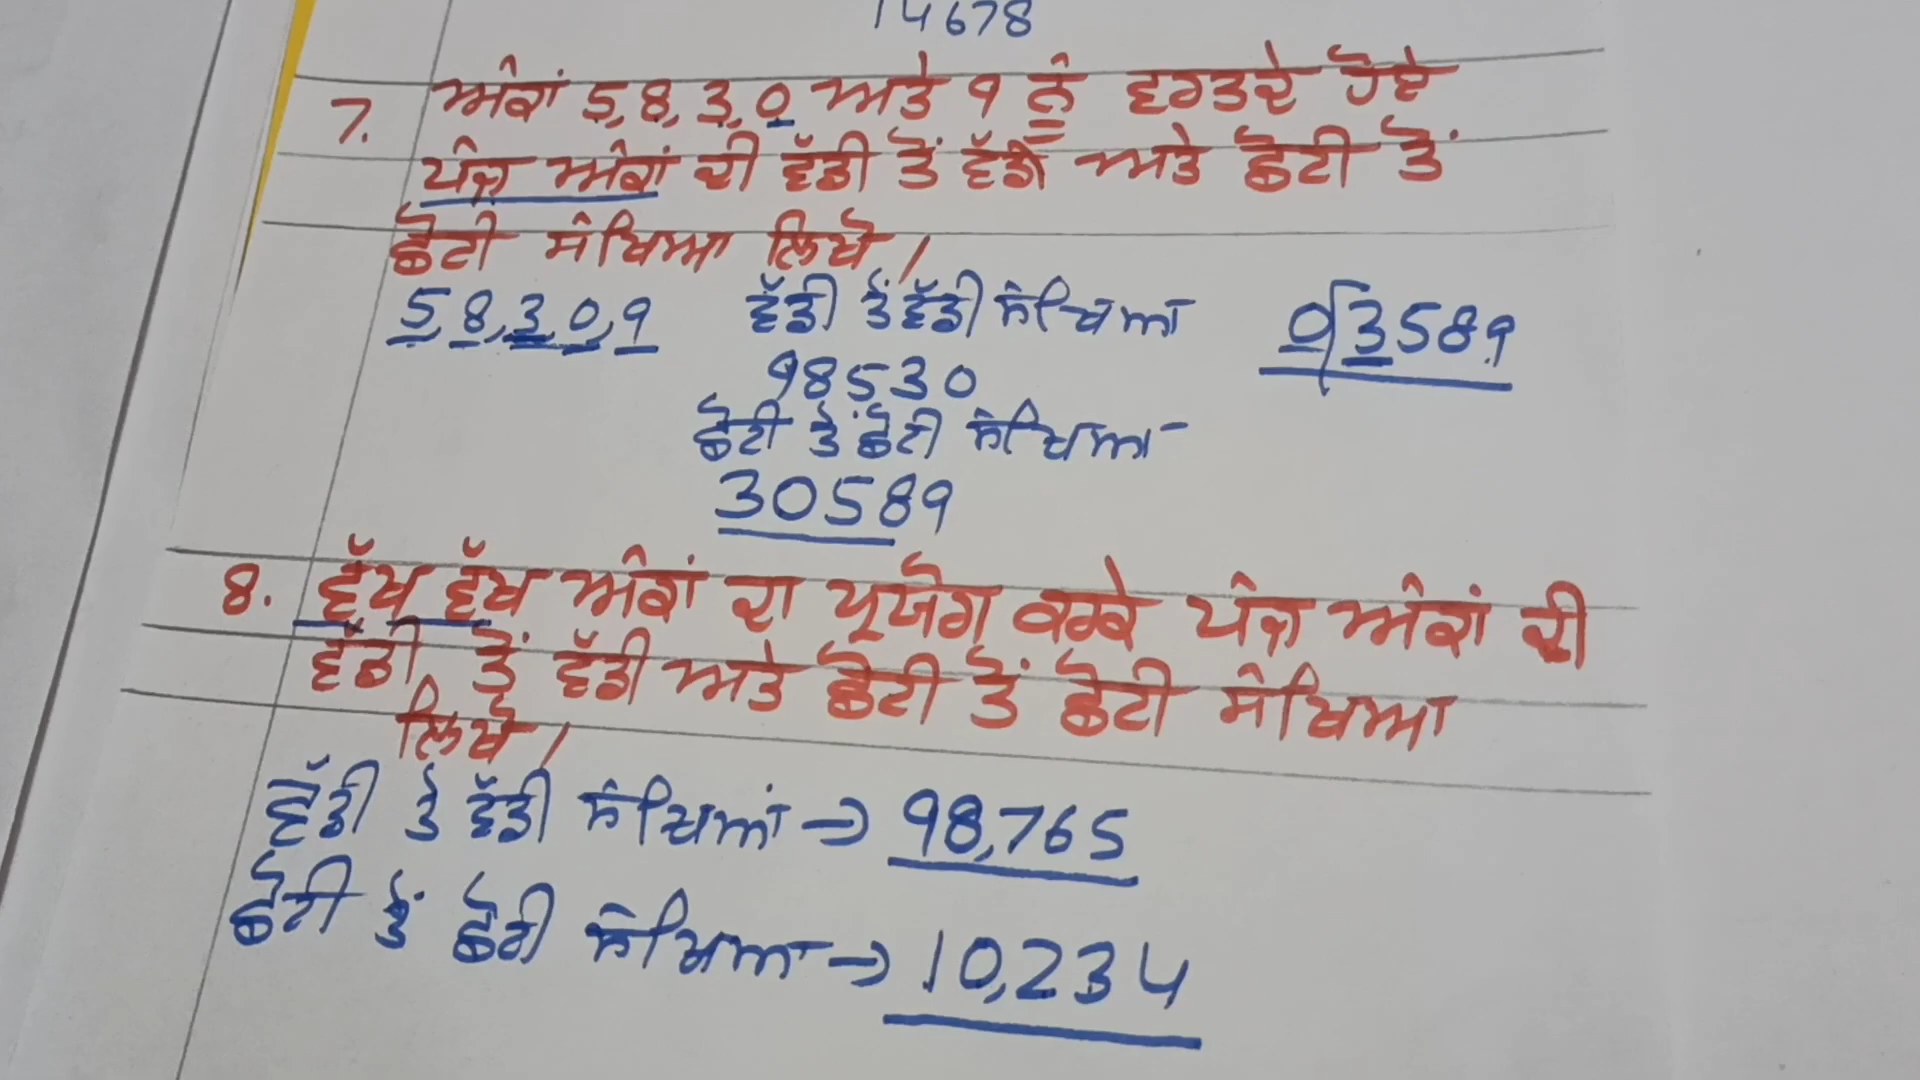 14678
7. ਅੰਕਾਂ 5, 8, 3, 0 ਅਤੇ 9 ਨੂੰ ਵਰਤਦੇ ਹੋਏ
ਪੰਜ ਅੰਕਾਂ ਦੀ ਵੱਡੀ ਤੋਂ ਵੱਡੀ ਅਤੇ ਛੋਟੀ ਤੋਂ
ਛੋਟੀ ਸੰਖਿਆ ਲਿਖੋ।
5, 8, 3, 0, 9
ਵੱਡੀ ਤੋਂ ਵੱਡੀ ਸੰਖਿਆ
98530
ਛੋਟੀ ਤੋਂ ਛੋਟੀ ਸੰਖਿਆ
30589
03589
8. ਵੱਖ ਵੱਖ ਅੰਕਾਂ ਦਾ ਪ੍ਰਯੋਗ ਕਰਕੇ ਪੰਜ ਅੰਕਾਂ ਦੀ
ਵੱਡੀ ਤੋਂ ਵੱਡੀ ਅਤੇ ਛੋਟੀ ਤੋਂ ਛੋਟੀ ਸੰਖਿਆ
ਲਿਖੋ।
ਵੱਡੀ ਤੋਂ ਵੱਡੀ ਸੰਖਿਆ → 98,765
ਛੋਟੀ ਤੋਂ ਛੋਟੀ ਸੰਖਿਆ → 10,234